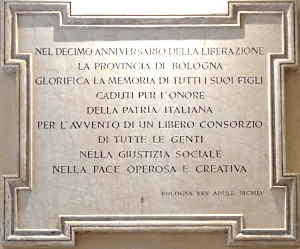 NEL DECIMO ANNIVERSARIO DELLA LIBERAZIONE
LA PROVINCIA DI BOLOGNA
GLORIFICA LA MEMORIA DI TUTTI I SUOI FIGLI
CADUTI PER L'ONORE
DELLA PATRIA ITALIANA
PER L'AVVENTO DI UN LIBERO CONSORZIO
DI TUTTE LE GENTI
NELLA GIUSTIZIA SOCIALE
NELLA PACE OPEROSA E CREATIVA
BOLOGNA XXV APRILE MCMLV